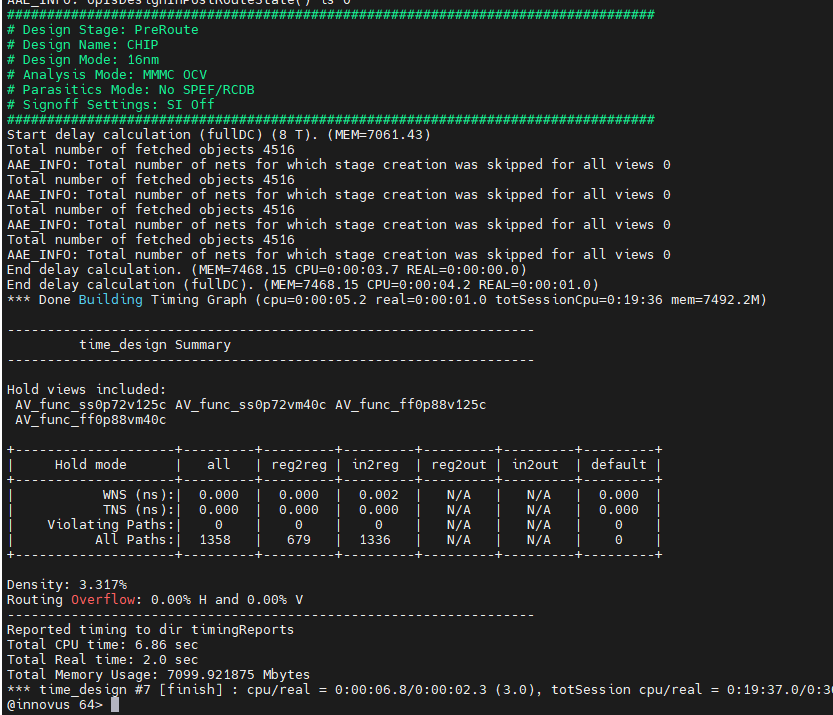 AAE_INFO: opIsDesignInPostRouteState() is 0
#################################################################################
# Design Stage: PreRoute
# Design Name: CHIP
# Design Mode: 16nm
# Analysis Mode: MMMC OCV
# Parasitics Mode: No SPEF/RCDB
# Signoff Settings: SI Off
#################################################################################
Start delay calculation (fullDC) (8 T). (MEM=7061.43)
Total number of fetched objects 4516
AAE_INFO: Total number of nets for which stage creation was skipped for all views 0
Total number of fetched objects 4516
AAE_INFO: Total number of nets for which stage creation was skipped for all views 0
Total number of fetched objects 4516
AAE_INFO: Total number of nets for which stage creation was skipped for all views 0
Total number of fetched objects 4516
AAE_INFO: Total number of nets for which stage creation was skipped for all views 0
End delay calculation. (MEM=7468.15 CPU=0:00:03.7 REAL=0:00:00.0)
End delay calculation (fullDC). (MEM=7468.15 CPU=0:00:04.2 REAL=0:00:01.0)
*** Done Building Timing Graph (cpu=0:00:05.2 real=0:00:01.0 totSessionCpu=0:19:36 mem=7492.2M)
------------------------------------------------------------------
         time_design Summary
------------------------------------------------------------------
Hold views included:
 AV_func_ss0p72v125c AV_func_ss0p72vm40c AV_func_ff0p88v125c
 AV_func_ff0p88vm40c
+--------------------+---------+---------+---------+---------+---------+---------+
|     Hold mode      |   all   | reg2reg | in2reg  | reg2out | in2out  | default |
+--------------------+---------+---------+---------+---------+---------+---------+
|           WNS (ns):|  0.000  |  0.000  |  0.002  |   N/A   |   N/A   |  0.000  |
|           TNS (ns):|  0.000  |  0.000  |  0.000  |   N/A   |   N/A   |  0.000  |
|    Violating Paths:|    0    |    0    |    0    |   N/A   |   N/A   |    0    |
|          All Paths:|  1358   |   679   |  1336   |   N/A   |   N/A   |    0    |
+--------------------+---------+---------+---------+---------+---------+---------+
Density: 3.317%
Routing Overflow: 0.00% H and 0.00% V
------------------------------------------------------------------
Reported timing to dir timingReports
Total CPU time: 6.86 sec
Total Real time: 2.0 sec
Total Memory Usage: 7099.921875 Mbytes
*** time_design #7 [finish] : cpu/real = 0:00:06.8/0:00:02.3 (3.0), totSession cpu/real = 0:19:37.0/0:3
@innovus 64>